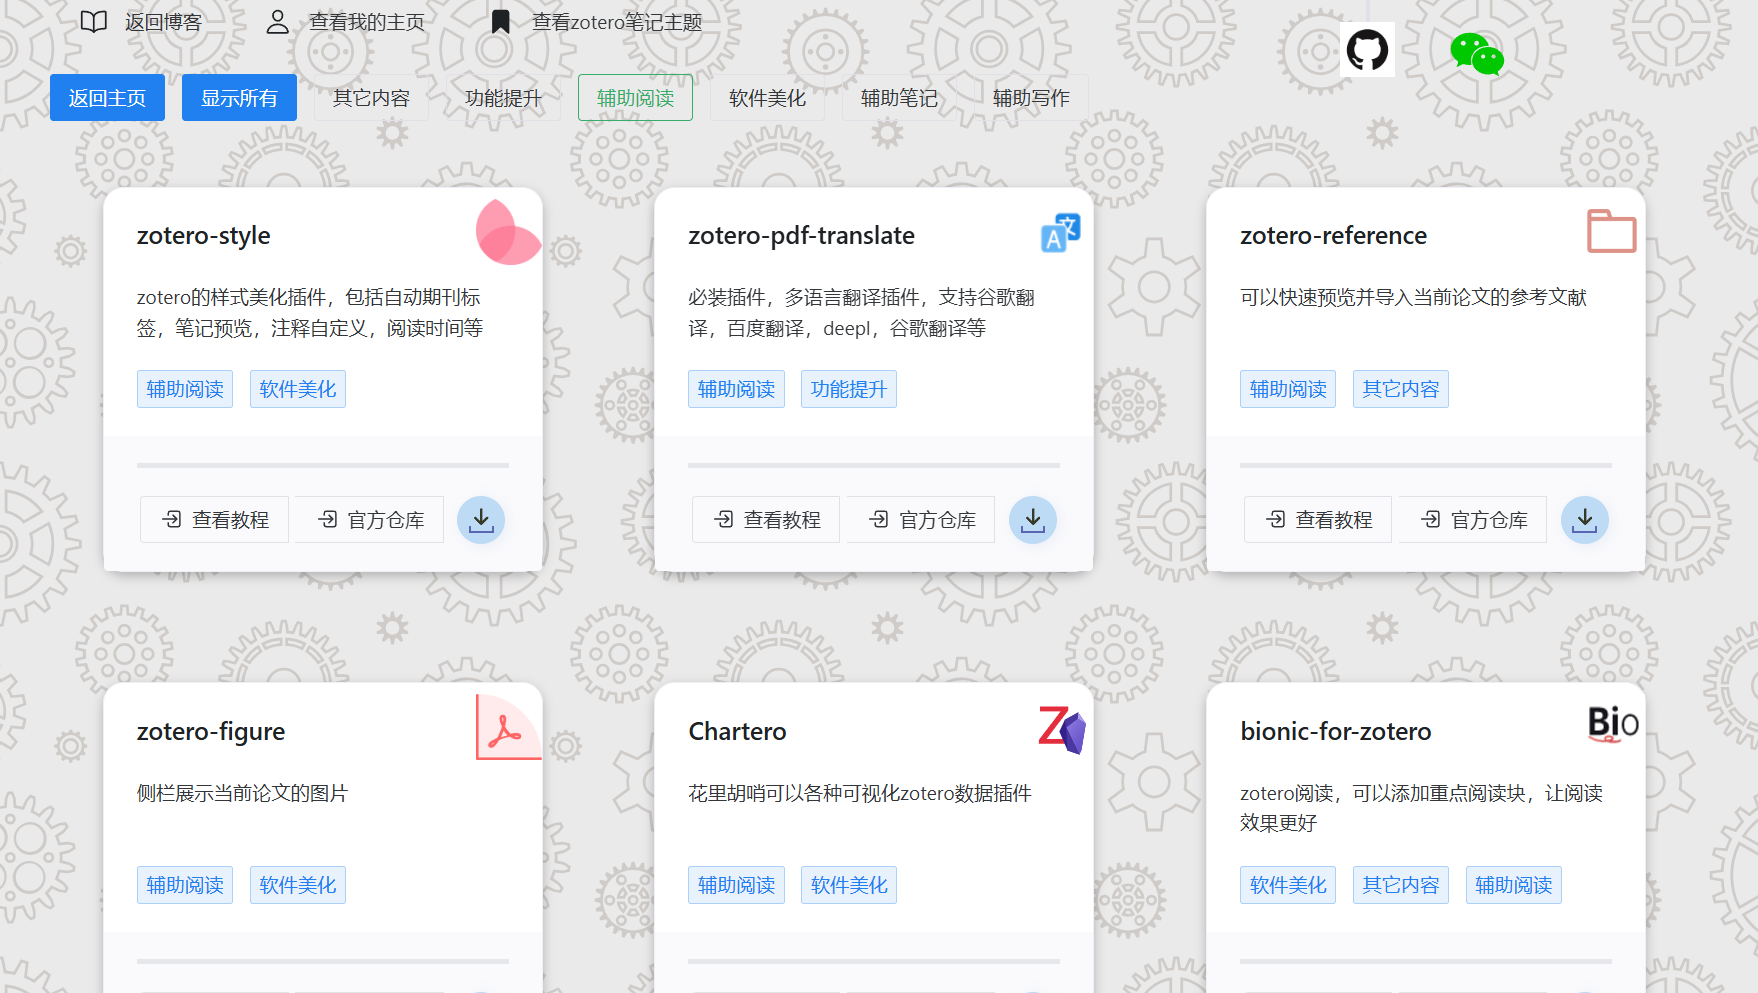 返回博客 查看我的主页 查看zotero笔记主题
返回主页 显示所有 其它内容 功能提升 辅助阅读 软件美化 辅助笔记 辅助写作
zotero-style
zotero的样式美化插件，包括自动期刊标
签，笔记预览，注释自定义，阅读时间等
辅助阅读 软件美化
查看教程 官方仓库
zotero-pdf-translate
文
A
必装插件，多语言翻译插件，支持谷歌翻
译，百度翻译，deepl，谷歌翻译等
辅助阅读 功能提升
查看教程 官方仓库
zotero-reference
可以快速预览并导入当前论文的参考文献
辅助阅读 其它内容
查看教程 官方仓库
zotero-figure
侧栏展示当前论文的图片
辅助阅读 软件美化
Chartero
Z
花里胡哨可以各种可视化zotero数据插件
辅助阅读 软件美化
bionic-for-zotero
Bio
zotero阅读，可以添加重点阅读块，让阅读
效果更好
软件美化 其它内容 辅助阅读